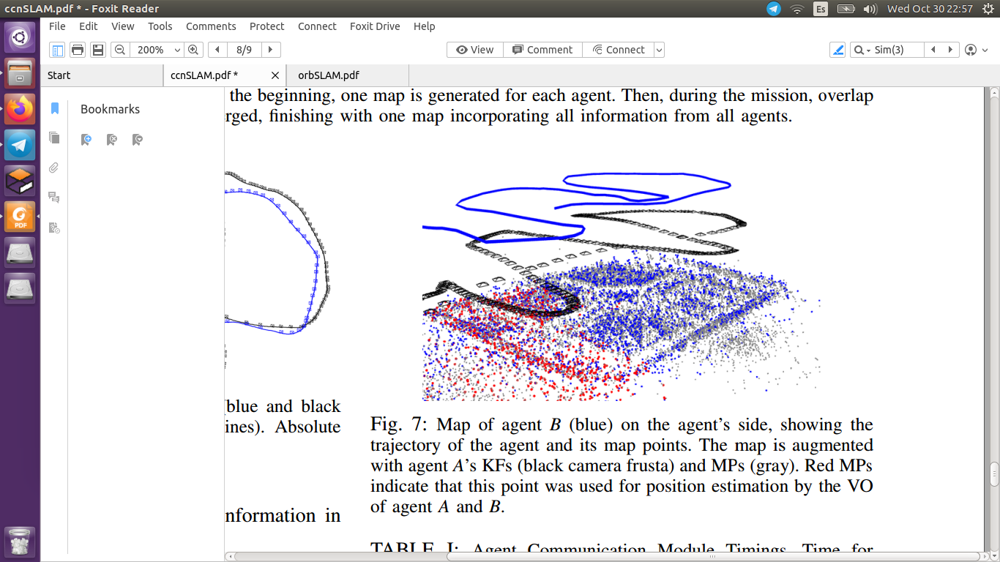 ccnSLAM.pdf * - Foxit Reader
Es
Wed Oct 30 22:57
File Edit View Tools Comments Protect Connect Foxit Drive Help
200%
8/9
View
Comment
Connect
Sim(3)
Start
ccnSLAM.pdf *
orbSLAM.pdf
Bookmarks
PDF
the beginning, one map is generated for each agent. Then, during the mission, overlap
rged, finishing with one map incorporating all information from all agents.
blue and black
ines). Absolute
nformation in
Fig. 7: Map of agent B (blue) on the agent's side, showing the
trajectory of the agent and its map points. The map is augmented
with agent A's KFs (black camera frusta) and MPs (gray). Red MPs
indicate that this point was used for position estimation by the VO
of agent A and B.
TABLE I: Agent Communication Module Timings. Time for